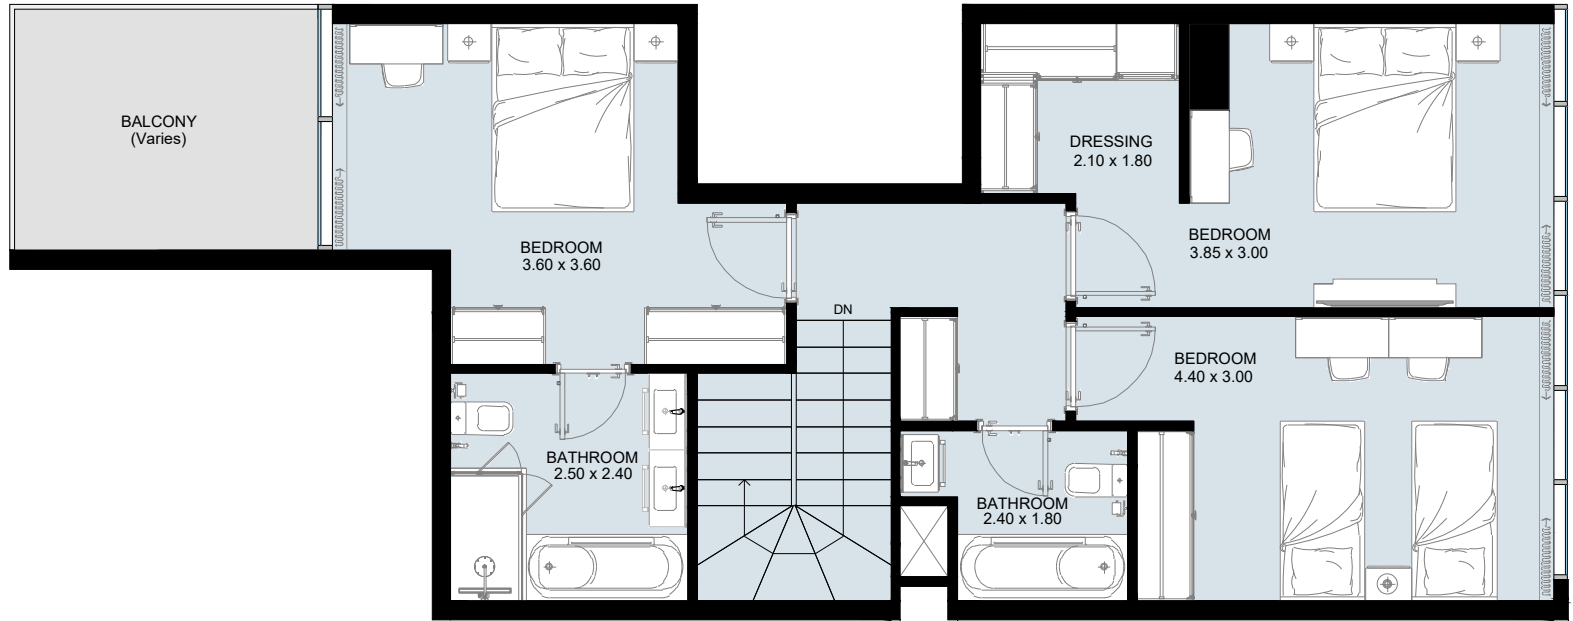 BALCONY
(Varies)
BEDROOM
3.60 x 3.60
DRESSING
2.10 x 1.80
BEDROOM
3.85 x 3.00
DN
BEDROOM
4.40 x 3.00
BATHROOM
2.50 x 2.40
BATHROOM
2.40 x 1.80